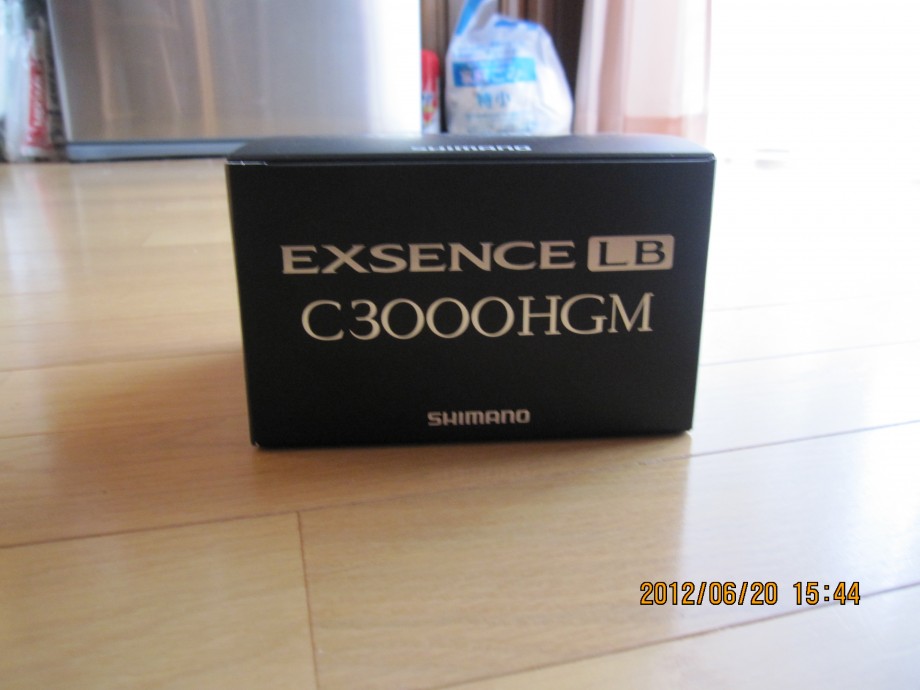 SHIMANO
EXSENCE LB
C3000HGM
SHIMANO
2012/06/20 15:44